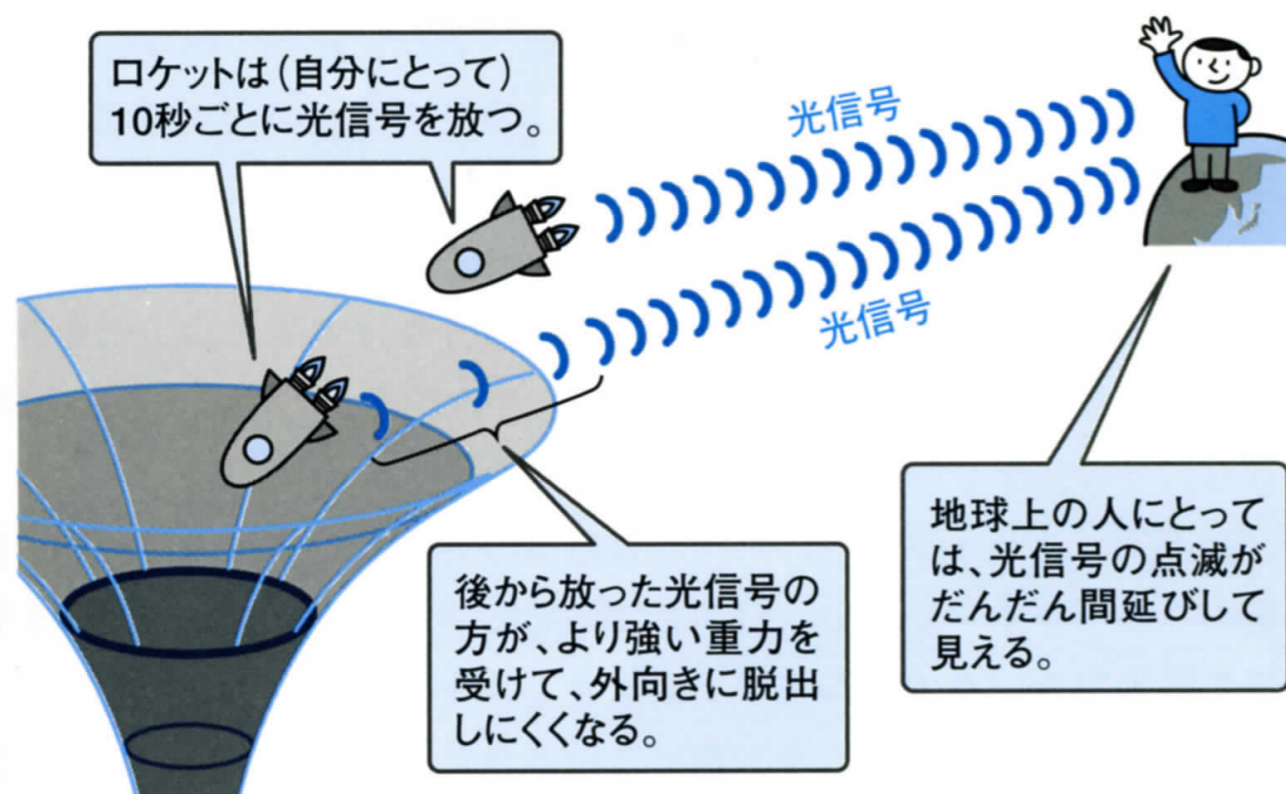 ロケットは(自分にとって)
10秒ごとに光信号を放つ。
光信号
光信号
後から放った光信号の
方が、より強い重力を
受けて、外向きに脱出
しにくくなる。
地球上の人にとって
は、光信号の点滅が
だんだん間延びして
見える。